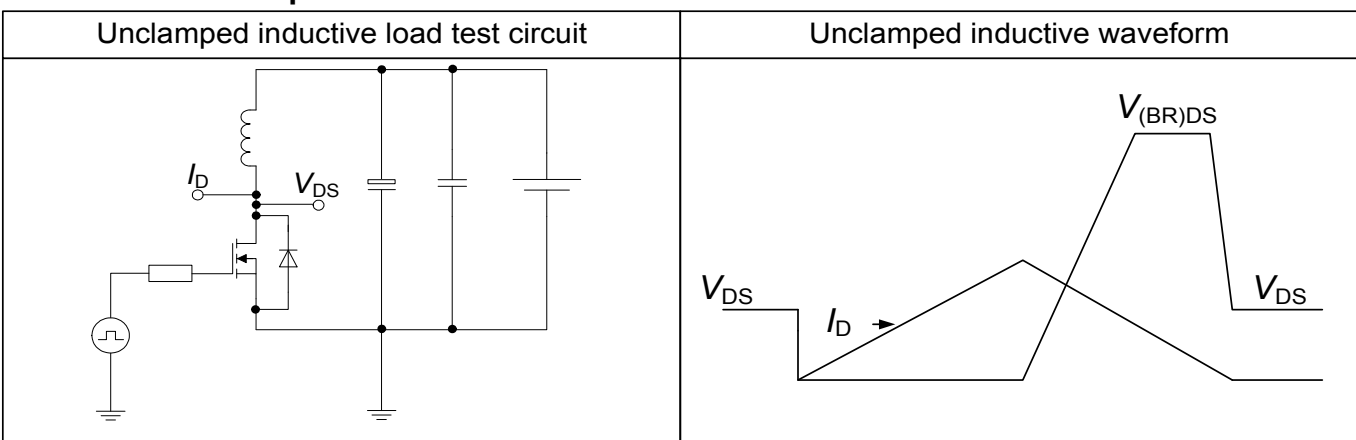 Unclamped inductive load test circuit
Unclamped inductive waveform
I_D
V_DS
V_(BR)DS
V_DS
I_D
V_DS